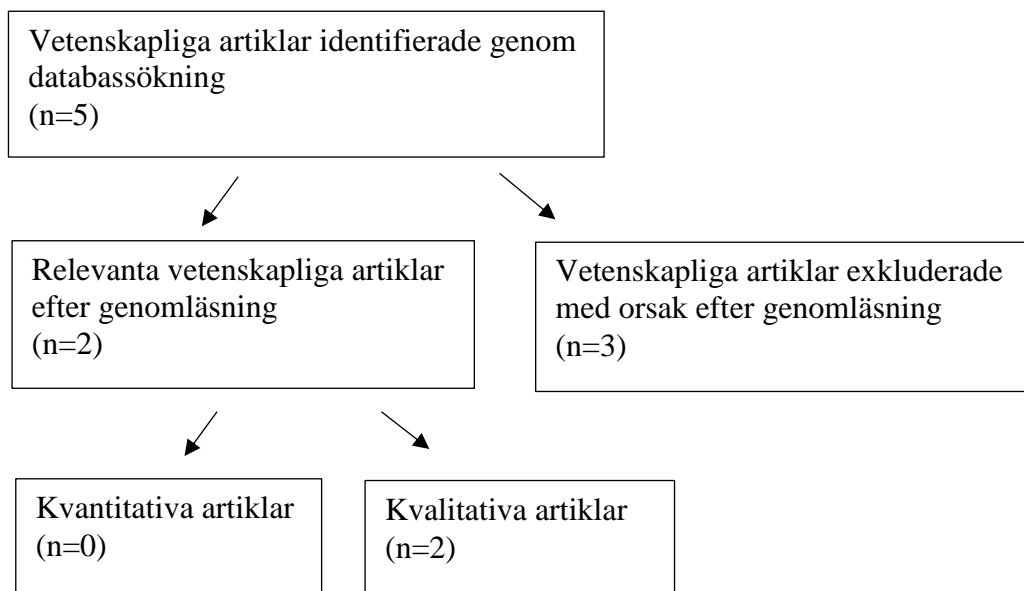 Vetenskapliga artiklar identifierade genom
databassökning
(n=5)
Relevanta vetenskapliga artiklar
efter genomläsning
(n=2)
Vetenskapliga artiklar exkluderade
med orsak efter genomläsning
(n=3)
Kvantitativa artiklar
(n=0)
Kvalitativa artiklar
(n=2)